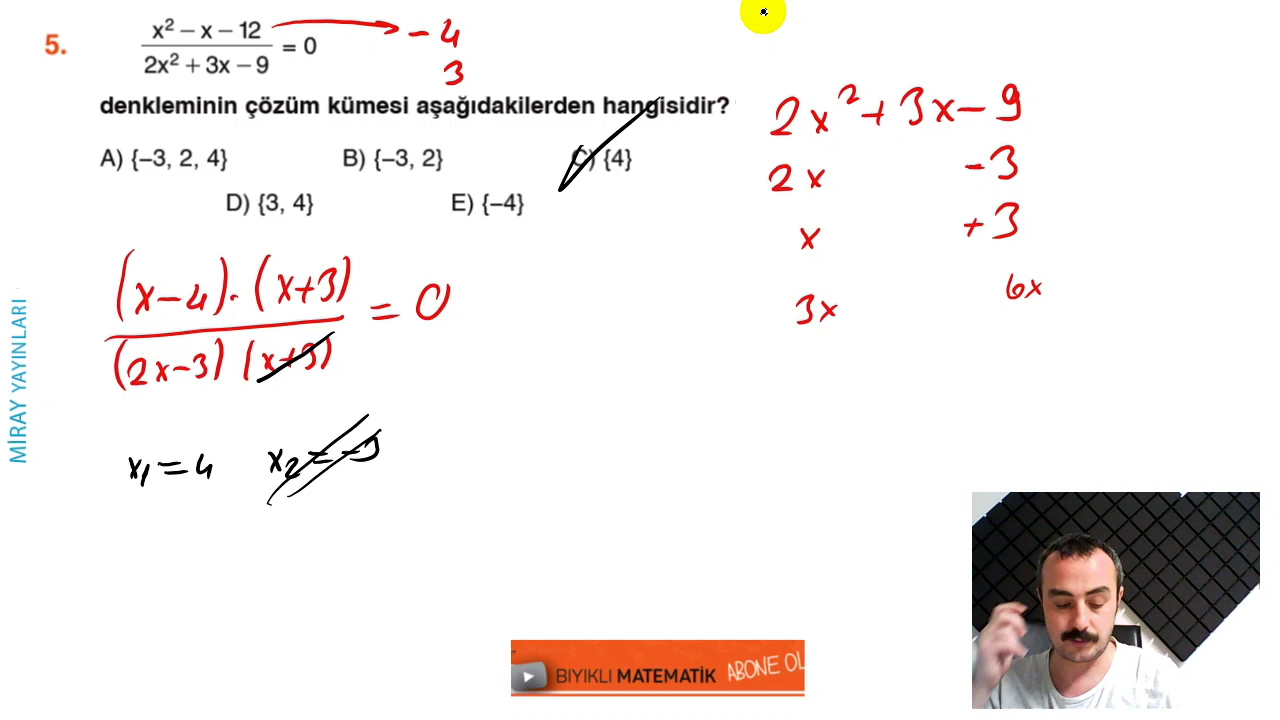 5.
x² − x − 12
2x² + 3x − 9
= 0
− 4
3
denkleminin çözüm kümesi aşağıdakilerden hangisidir?
A) {−3, 2, 4} B) {−3, 2} C) {4}
D) {3, 4} E) {−4}
(x−4)·(x+3)
(2x−3) (x+3)
= 0
x₁ = 4 x₂ = −3
2x² + 3x − 9
2x −3
x +3
3x 6x
MİRAY YAYINLARI
BIYIKLI MATEMATİK ABONE OL